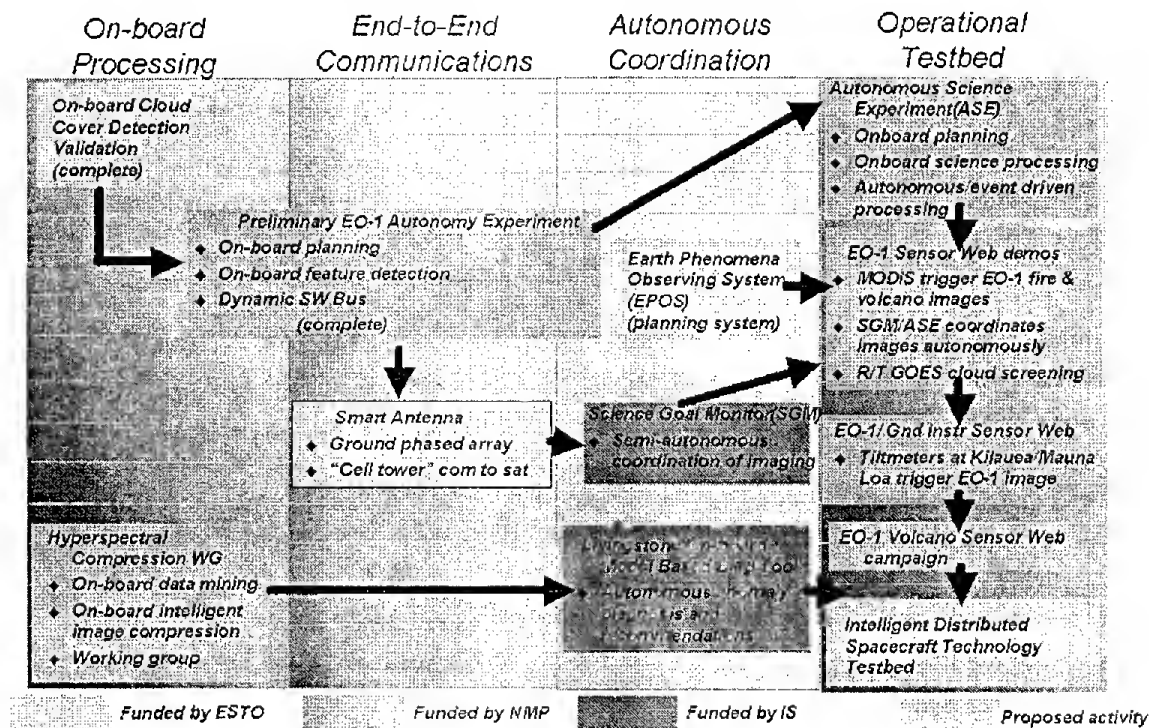 On-board
Processing
End-to-End
Communications
Autonomous
Coordination
Operational
Testbed
On-board Cloud
Cover Detection
Validation
(complete)
Preliminary EO-1 Autonomy Experiment
♦ On-board planning
♦ On-board feature detection
♦ Dynamic SW Bus
(complete)
Smart Antenna
♦ Ground phased array
♦ "Cell tower" com to sat
Hyperspectral
Compression WG
♦ On-board data mining
♦ On-board intelligent
image compression
♦ Working group
Earth Phenomena
Observing System
(EPOS)
(planning system)
Science Goal Monitor(SGM)
♦ Semi-autonomous
coordination of imaging
Model Based
♦ Autonomous
Autonomous Science
Experiment(ASE)
♦ Onboard planning
♦ Onboard science processing
♦ Autonomous/event driven
processing
EO-1 Sensor Web demos
♦ MODiS trigger EO-1 fire &
volcano images
♦ SGM/ASE coordinates
images autonomously
♦ R/T GOES cloud screening
EO-1/ Gnd Instr Sensor Web
♦ Tiltmeters at Kilauea/Mauna
Loa trigger EO-1 image
EO-1 Volcano Sensor Web
campaign
Intelligent Distributed
Spacecraft Technology
Testbed
Funded by ESTO
Funded by NMP
Funded by IS
Proposed activity